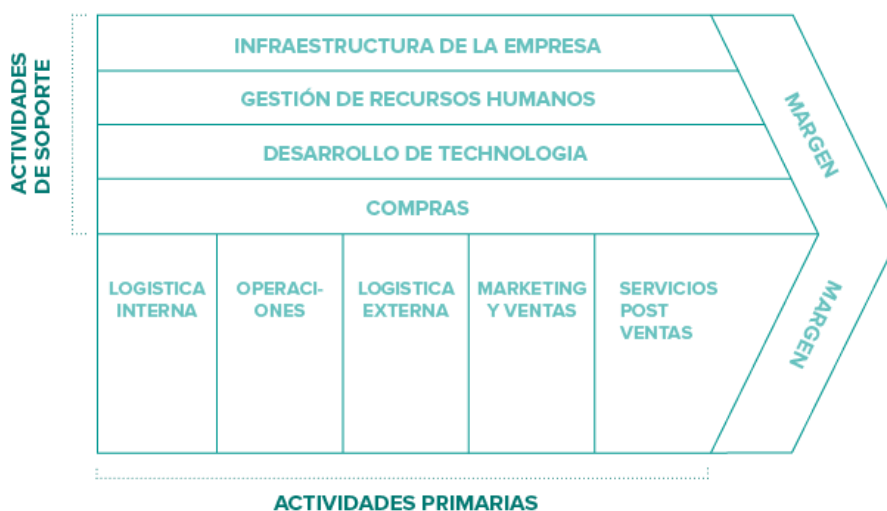 ACTIVIDADES
DE SOPORTE
INFRAESTRUCTURA DE LA EMPRESA
GESTIÓN DE RECURSOS HUMANOS
DESARROLLO DE TECHNOLOGIA
COMPRAS
MARGEN
LOGISTICA
INTERNA
OPERACI-
ONES
LOGISTICA
EXTERNA
MARKETING
Y VENTAS
SERVICIOS
POST
VENTAS
MARGEN
ACTIVIDADES PRIMARIAS